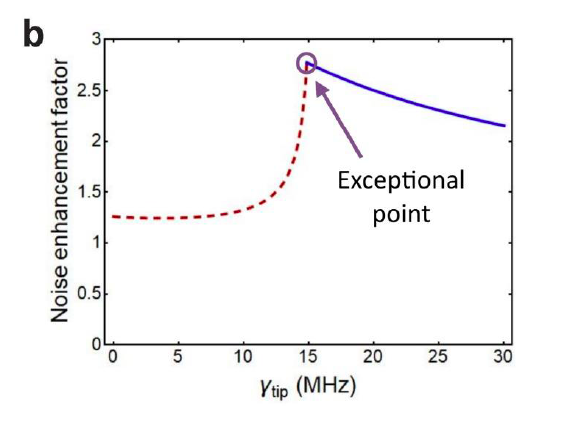 b
Noise enhancement factor
3
2.5
2
1.5
1
0.5
0
Exceptional
point
0 5 10 15 20 25 30
γtip (MHz)